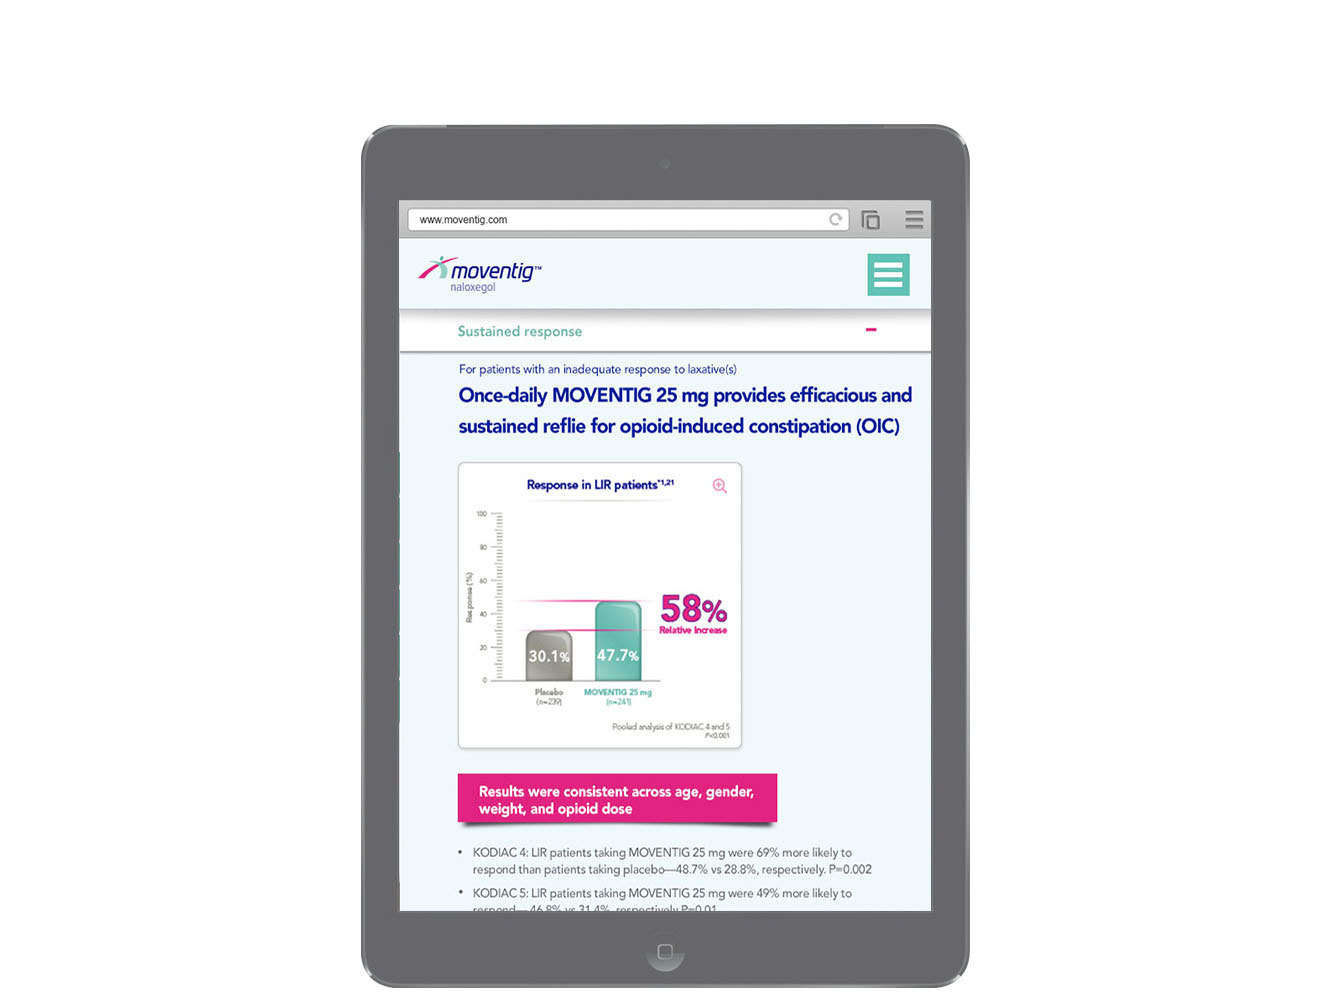 www.moventig.com
moventig™
naloxegol
Sustained response
For patients with an inadequate response to laxative(s)
Once-daily MOVENTIG 25 mg provides efficacious and
sustained reflie for opioid-induced constipation (OIC)
Response in LIR patients*1,21
100
80
60
40
20
0
Response (%)
58%
Relative Increase
30.1%
47.7%
Placebo
(n=239)
MOVENTIG 25 mg
(n=241)
Pooled analysis of KODIAC 4 and 5
P<0.001
Results were consistent across age, gender,
weight, and opioid dose
• KODIAC 4: LIR patients taking MOVENTIG 25 mg were 69% more likely to
respond than patients taking placebo—48.7% vs 28.8%, respectively. P=0.002
• KODIAC 5: LIR patients taking MOVENTIG 25 mg were 49% more likely to
respond— 46.8% vs 31.4%, respectively P=0.01